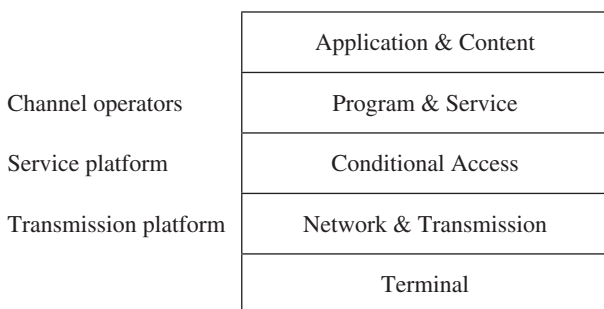 Application & Content
Channel operators Program & Service
Service platform Conditional Access
Transmission platform Network & Transmission
Terminal